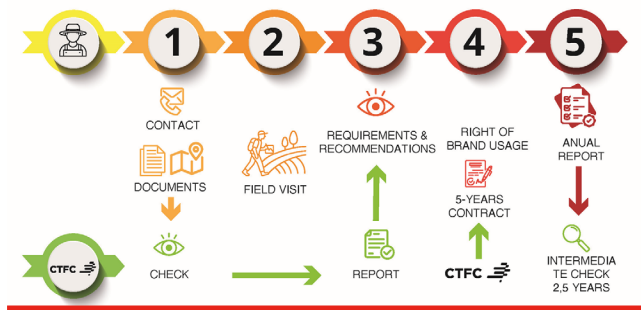 1
2
3
4
5
CONTACT
DOCUMENTS
CHECK
FIELD VISIT
REQUIREMENTS &
RECOMMENDATIONS
REPORT
RIGHT OF
BRAND USAGE
5-YEARS
CONTRACT
CTFC
ANUAL
REPORT
INTERMEDIA
TE CHECK
2,5 YEARS
CTFC